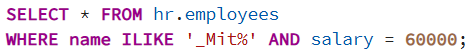 SELECT * FROM hr.employees
WHERE name ILIKE '_Mit%' AND salary = 60000;